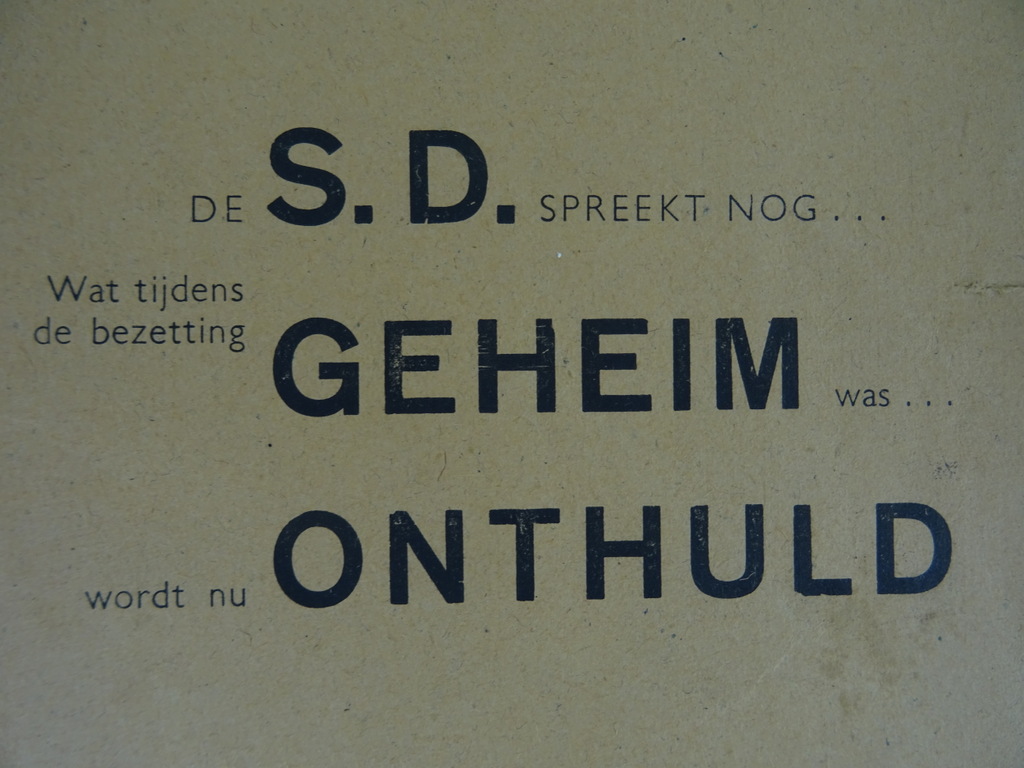 DE S. D. SPREEKT NOG . . .
Wat tijdens
de bezetting GEHEIM was . . .
wordt nu ONTHULD